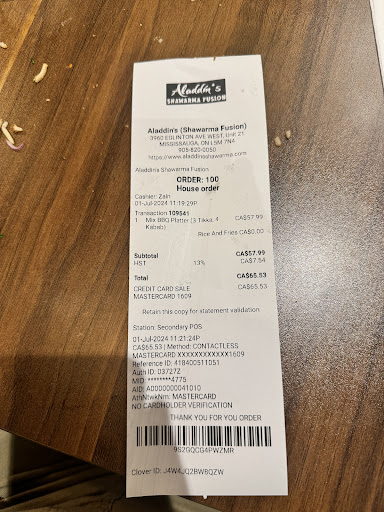 Aladdin's
SHAWARMA FUSION
Aladdin's (Shawarma Fusion)
3960 EGLINTON AVE WEST, Unit 21
MISSISSAUGA, ON L5M 7N4
905-820-0050
https://www.aladdinsshawarma.com
Aladdin's Shawarma Fusion
ORDER: 100
House order
Cashier: Zain
01-Jul-2024 11:19:29P
Transaction 109541
1 Mix BBQ Platter (3 Tikka, 4 CA$57.99
Kabab)
Rice And Fries CA$0.00
Subtotal CA$57.99
HST 13% CA$7.54
Total CA$65.53
CREDIT CARD SALE CA$65.53
MASTERCARD 1609
Retain this copy for statement validation
Station: Secondary POS
01-Jul-2024 11:21:24P
CA$65.53 | Method: CONTACTLESS
MASTERCARD XXXXXXXXXXXX1609
Reference ID: 418400511051
Auth ID: 03727Z
MID: ********4775
AID: A0000000041010
AthNtwkNm: MASTERCARD
NO CARDHOLDER VERIFICATION
THANK YOU FOR YOU ORDER
9S2GQCG4PWZMR
Clover ID: J4W4JQ2BW8QZW